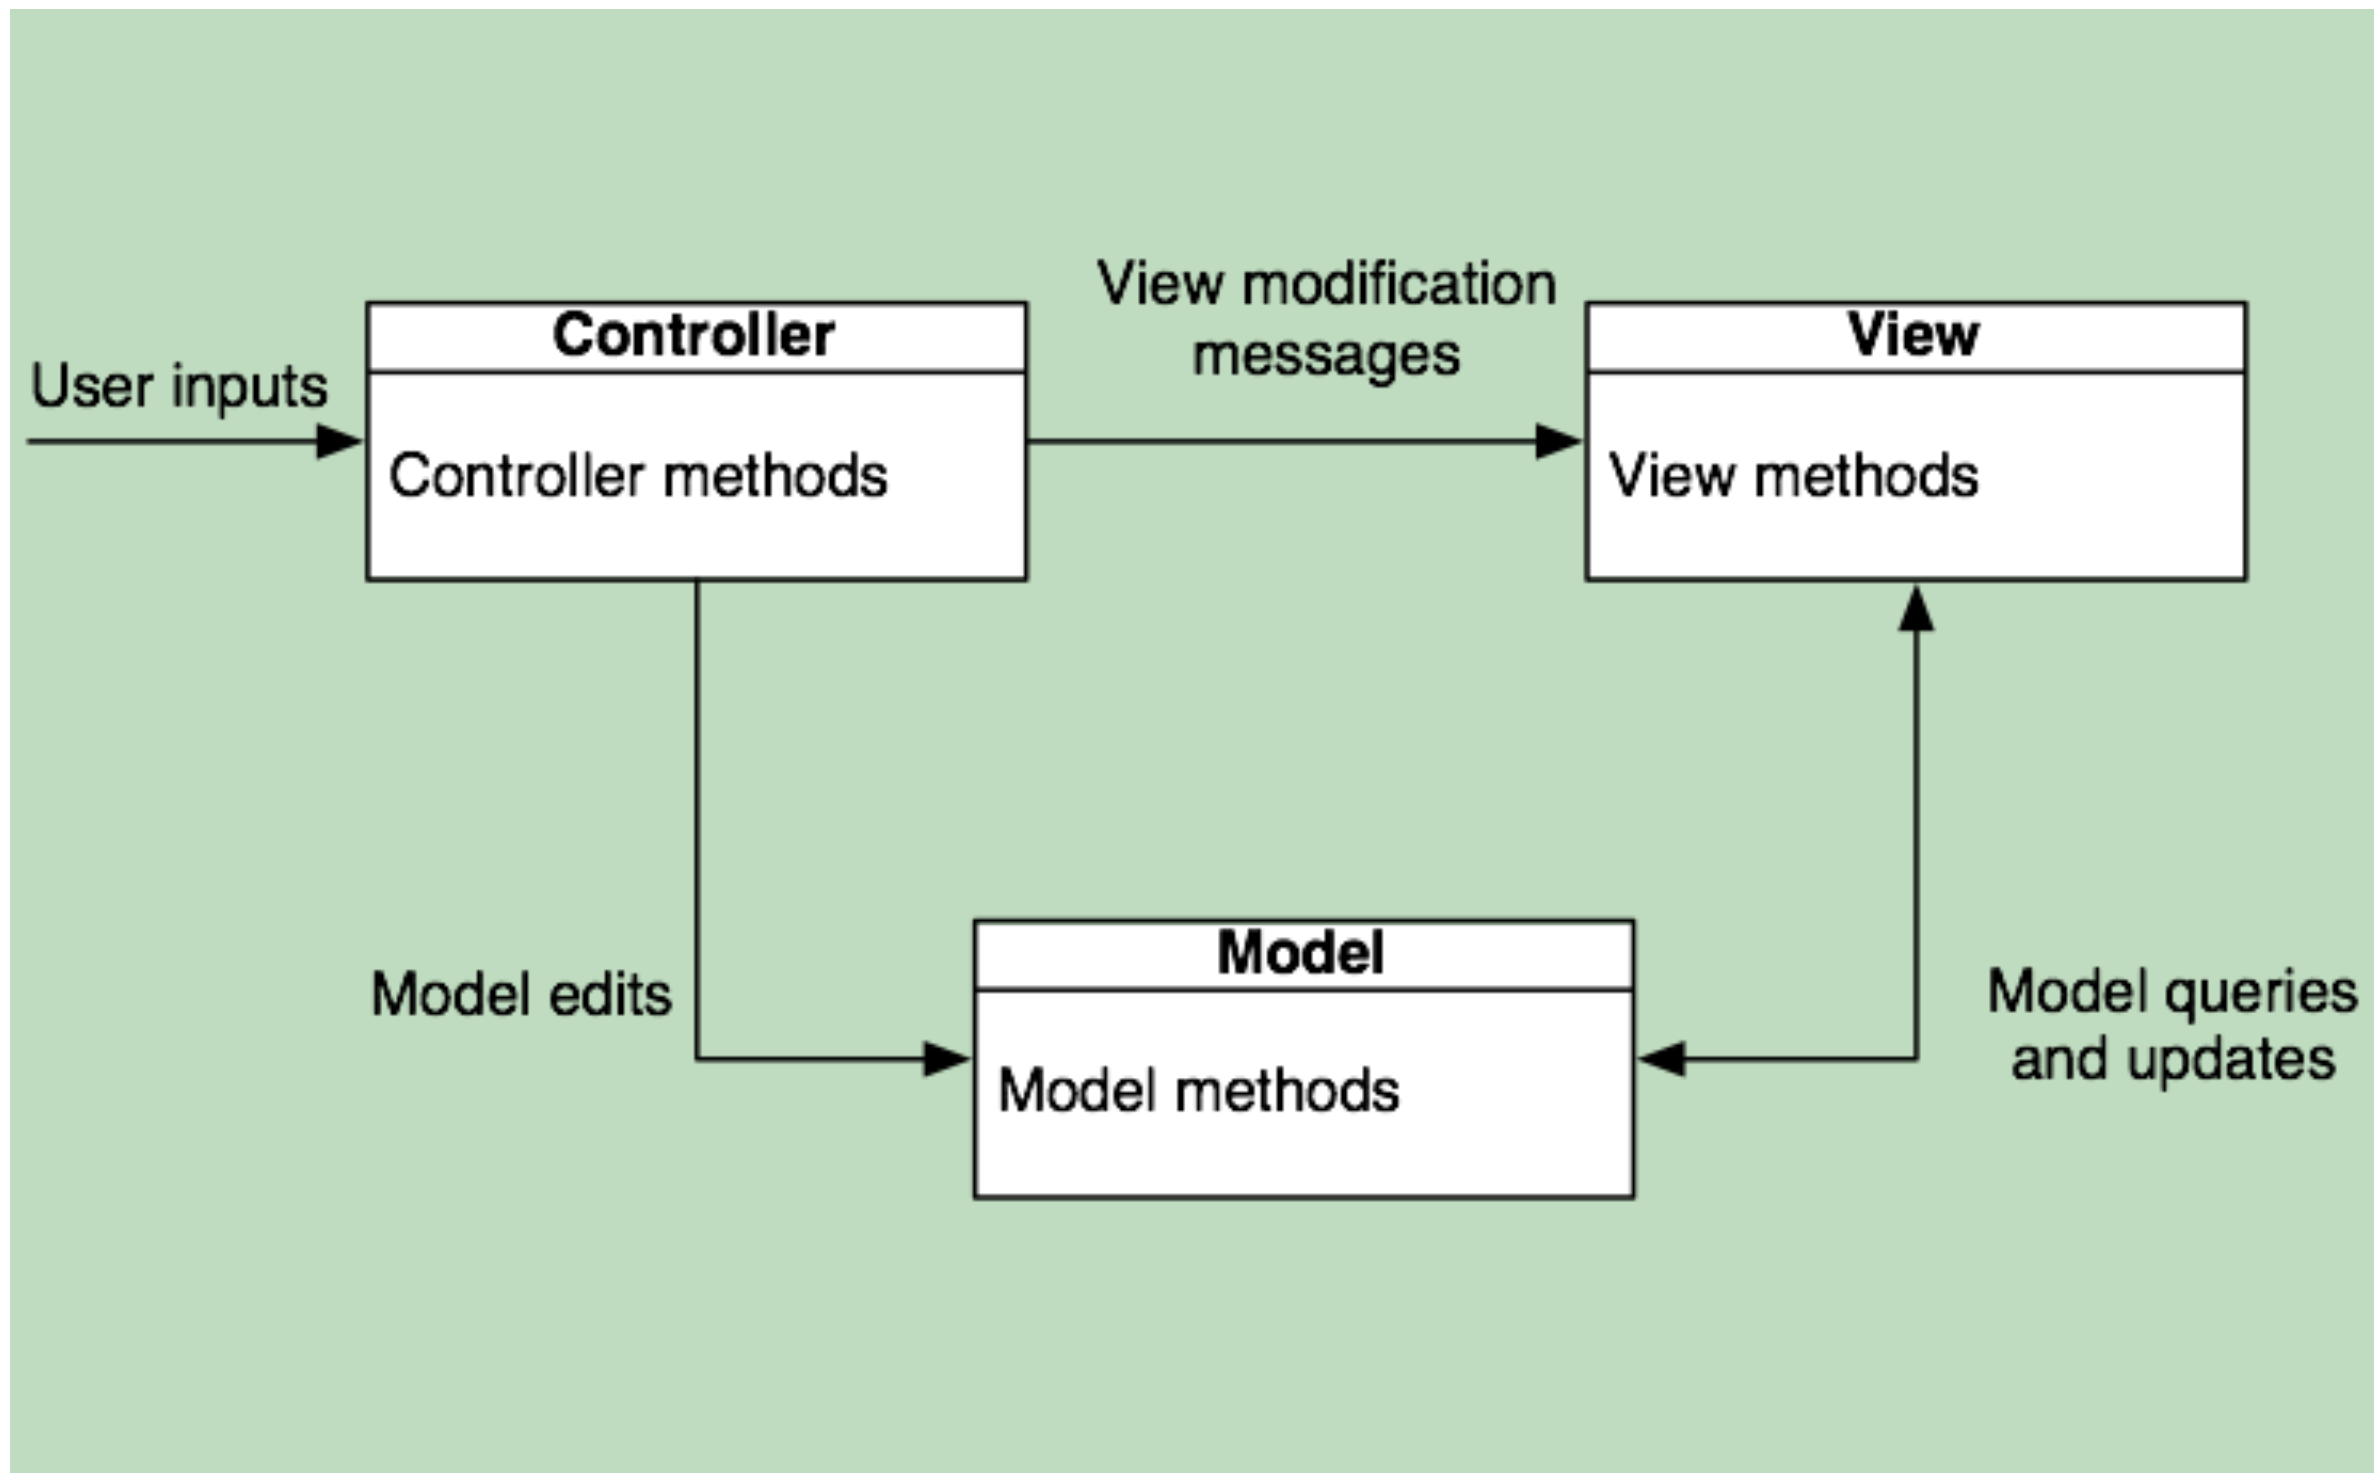 User inputs
Controller
Controller methods
View modification
messages
View
View methods
Model edits
Model
Model methods
Model queries
and updates